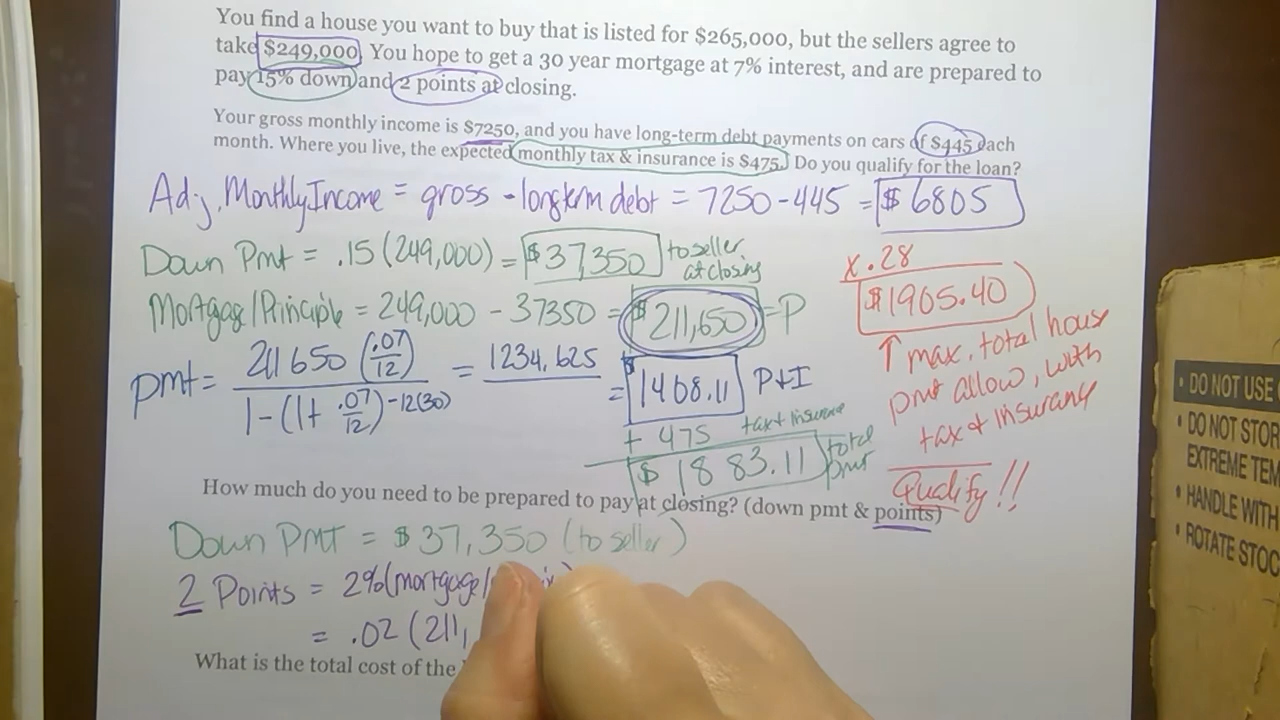 You find a house you want to buy that is listed for $265,000, but the sellers agree to
take $249,000. You hope to get a 30 year mortgage at 7% interest, and are prepared to
pay 15% down and 2 points at closing.
Your gross monthly income is $7250, and you have long-term debt payments on cars of $445 each
month. Where you live, the expected monthly tax & insurance is $475. Do you qualify for the loan?
Adj. Monthly Income = gross - longterm debt = 7250 - 445 = $ 6805
Down Pmt = .15 (249,000) = $37,350 to seller at closing
x .28
$1905.40
Mortgage/Principle = 249,000 - 37350 = $211,650 = P
↑ max. total house
pmt allow, with
tax & insurance
Qualify!!
pmt = 211 650 (.07/12) / 1-(1+ .07/12)^-12(30) = 1234.625 = $1408.11 P+I
+ 475 tax + insurance
$ 1883.11 total pmt
How much do you need to be prepared to pay at closing? (down pmt & points)
Down Pmt = $37,350 (to seller)
2 Points = 2% (mortgage/
= .02 (211,
What is the total cost of the
• DO NOT USE
• DO NOT STOR
EXTREME TEM
• HANDLE WITH
• ROTATE STOC